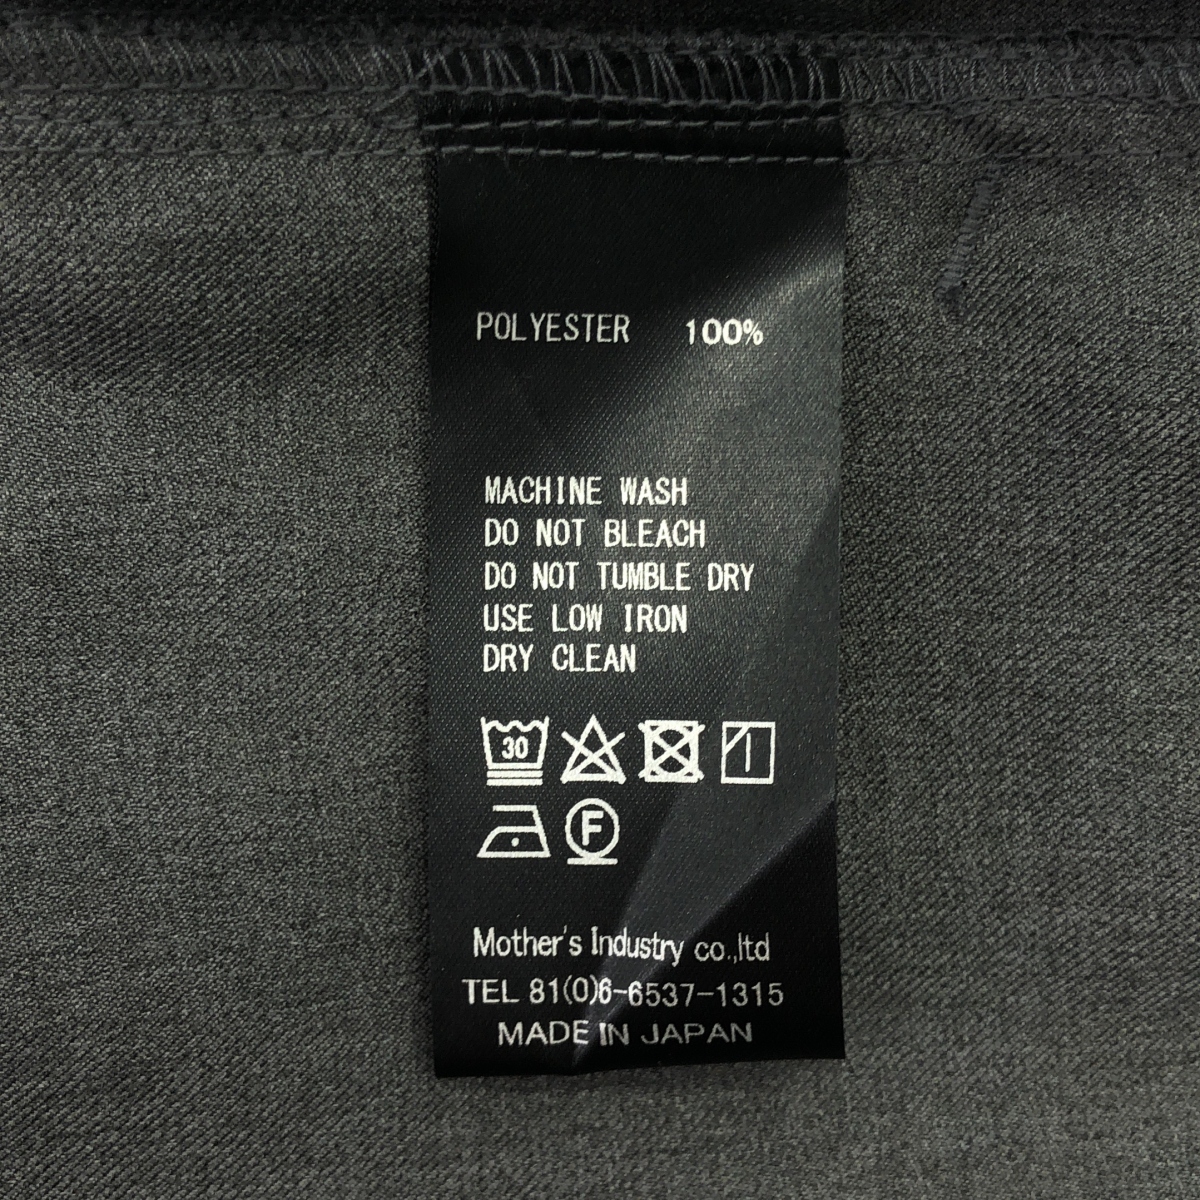 POLYESTER 100%
MACHINE WASH
DO NOT BLEACH
DO NOT TUMBLE DRY
USE LOW IRON
DRY CLEAN
30
F
Mother's Industry co.,ltd
TEL 81(0)6-6537-1315
MADE IN JAPAN